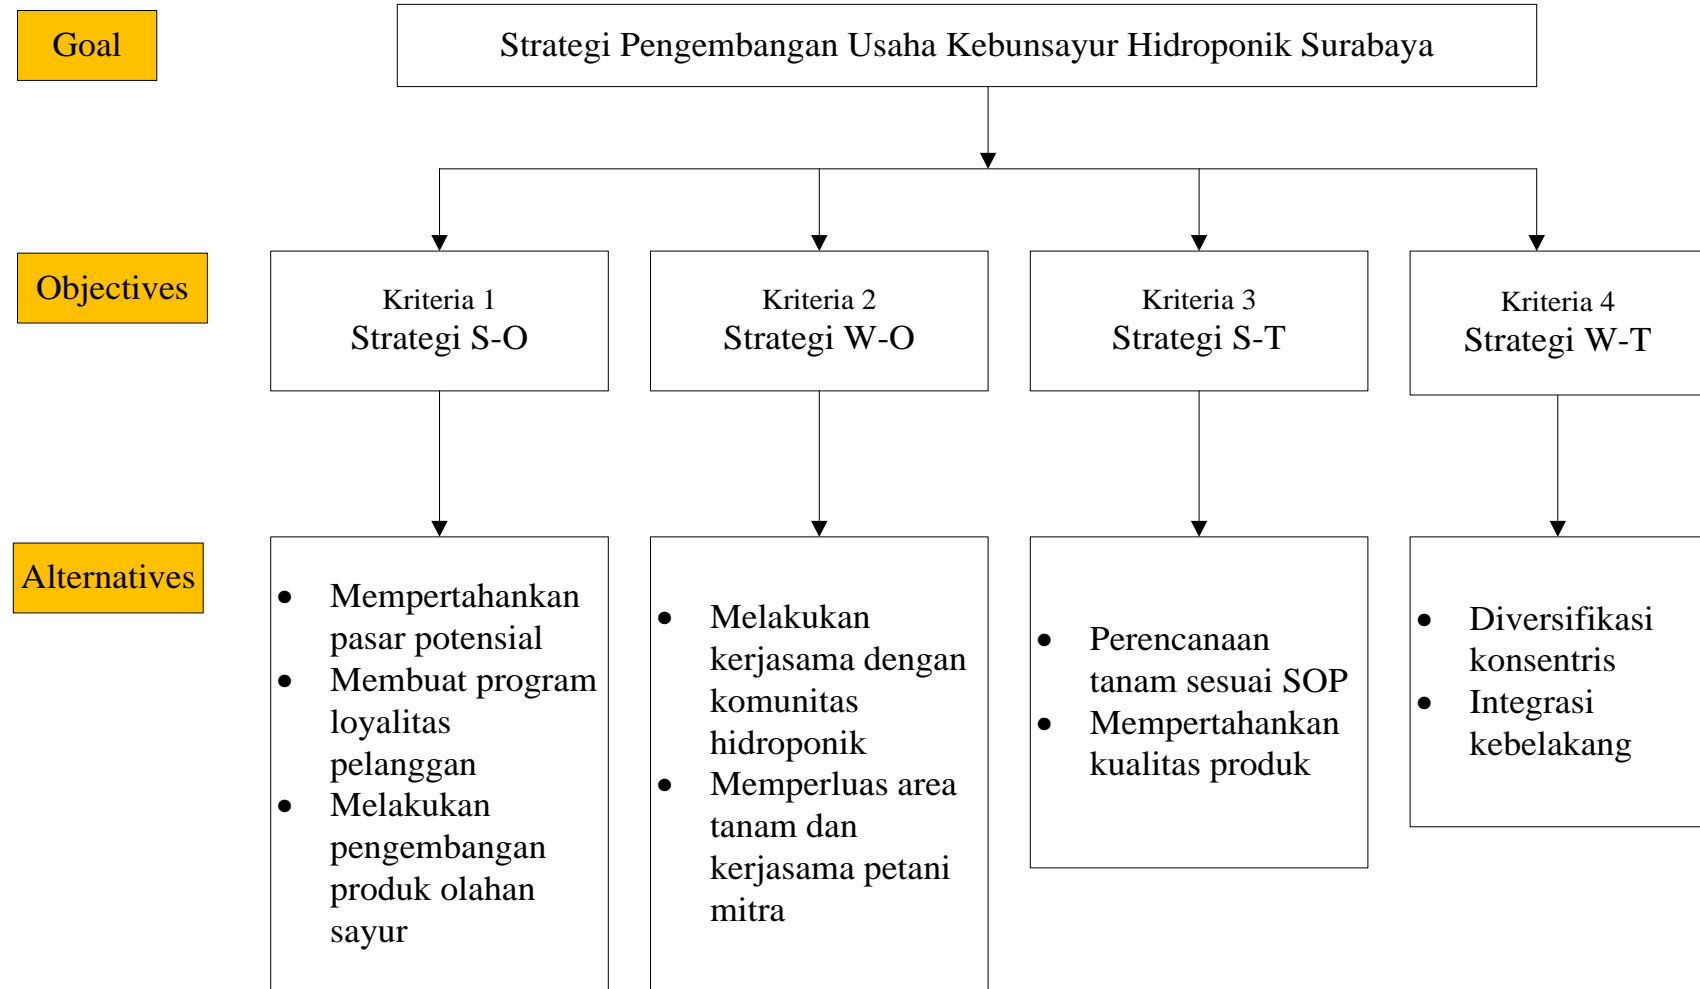 Goal
Strategi Pengembangan Usaha Kebunsayur Hidroponik Surabaya
Objectives
Kriteria 1
Strategi S-O
Kriteria 2
Strategi W-O
Kriteria 3
Strategi S-T
Kriteria 4
Strategi W-T
Alternatives
• Mempertahankan
pasar potensial
• Membuat program
loyalitas
pelanggan
• Melakukan
pengembangan
produk olahan
sayur
• Melakukan
kerjasama dengan
komunitas
hidroponik
• Memperluas area
tanam dan
kerjasama petani
mitra
• Perencanaan
tanam sesuai SOP
• Mempertahankan
kualitas produk
• Diversifikasi
konsentris
• Integrasi
kebelakang